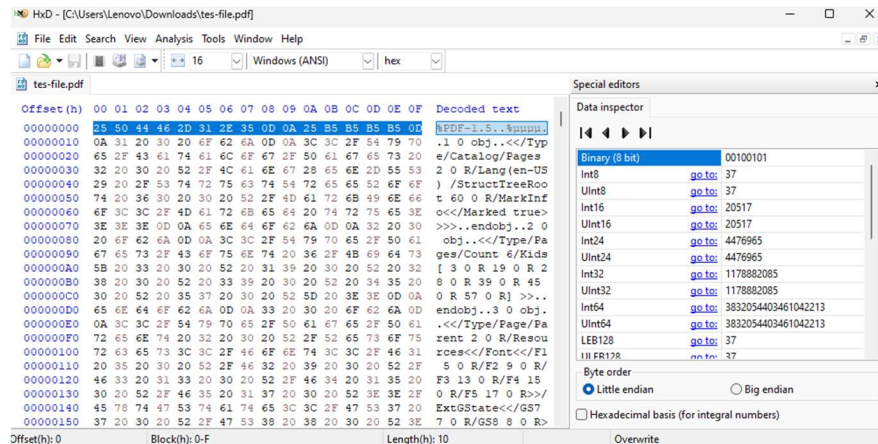 HxD - [C:\Users\Lenovo\Downloads\tes-file.pdf]
File Edit Search View Analysis Tools Window Help
16 Windows (ANSI) hex
tes-file.pdf
Offset(h) 00 01 02 03 04 05 06 07 08 09 0A 0B 0C 0D 0E 0F Decoded text
00000000 25 50 44 46 2D 31 2E 35 0D 0A 25 B5 B5 B5 B5 0D %PDF-1.5..%µµµµ.
00000010 0A 31 20 30 20 6F 62 6A 0D 0A 3C 3C 2F 54 79 70 .1 0 obj..<</Typ
00000020 65 2F 43 61 74 61 6C 6F 67 2F 50 61 67 65 73 20 e/Catalog/Pages
00000030 32 20 30 20 52 2F 4C 61 6E 67 28 65 6E 2D 55 53 2 0 R/Lang(en-US
00000040 29 20 2F 53 74 72 75 63 74 54 72 65 65 52 6F 6F ) /StructTreeRoo
00000050 74 20 36 30 20 30 20 52 2F 4D 61 72 6B 49 6E 66 t 60 0 R/MarkInf
00000060 6F 3C 3C 2F 4D 61 72 6B 65 64 20 74 72 75 65 3E o<</Marked true>
00000070 3E 3E 3E 0D 0A 65 6E 64 6F 62 6A 0D 0A 32 20 30 >>>..endobj..2 0
00000080 20 6F 62 6A 0D 0A 3C 3C 2F 54 79 70 65 2F 50 61 obj..<</Type/Pa
00000090 67 65 73 2F 43 6F 75 6E 74 20 36 2F 4B 69 64 73 ges/Count 6/Kids
000000A0 5B 20 33 20 30 20 52 20 31 39 20 30 20 52 20 32 [ 3 0 R 19 0 R 2
000000B0 38 20 30 20 52 20 33 39 20 30 20 52 20 34 35 20 8 0 R 39 0 R 45
000000C0 30 20 52 20 35 37 20 30 20 52 5D 20 3E 3E 0D 0A 0 R 57 0 R] >>..
000000D0 65 6E 64 6F 62 6A 0D 0A 33 20 30 20 6F 62 6A 0D endobj..3 0 obj.
000000E0 0A 3C 3C 2F 54 79 70 65 2F 50 61 67 65 2F 50 61 .<</Type/Page/Pa
000000F0 72 65 6E 74 20 32 20 30 20 52 2F 52 65 73 6F 75 rent 2 0 R/Resou
00000100 72 63 65 73 3C 3C 2F 46 6F 6E 74 3C 3C 2F 46 31 rces<</Font<</F1
00000110 20 35 20 30 20 52 2F 46 32 20 39 20 30 20 52 2F 5 0 R/F2 9 0 R/
00000120 46 33 20 31 33 20 30 20 52 2F 46 34 20 31 35 20 F3 13 0 R/F4 15
00000130 30 20 52 2F 46 35 20 31 37 20 30 20 52 3E 3E 2F 0 R/F5 17 0 R>>/
00000140 45 78 74 47 53 74 61 74 65 3C 3C 2F 47 53 37 20 ExtGState<</GS7
00000150 37 20 30 20 52 2F 47 53 38 20 38 20 30 20 52 3E 7 0 R/GS8 8 0 R>
Special editors
Data inspector
Binary (8 bit) 00100101
Int8 go to: 37
UInt8 go to: 37
Int16 go to: 20517
UInt16 go to: 20517
Int24 go to: 4476965
UInt24 go to: 4476965
Int32 go to: 1178882085
UInt32 go to: 1178882085
Int64 go to: 3832054403461042213
UInt64 go to: 3832054403461042213
LEB128 go to: 37
ULEB128 go to: 37
Byte order
Little endian Big endian
Hexadecimal basis (for integral numbers)
Offset(h): 0 Block(h): 0-F Length(h): 10 Overwrite